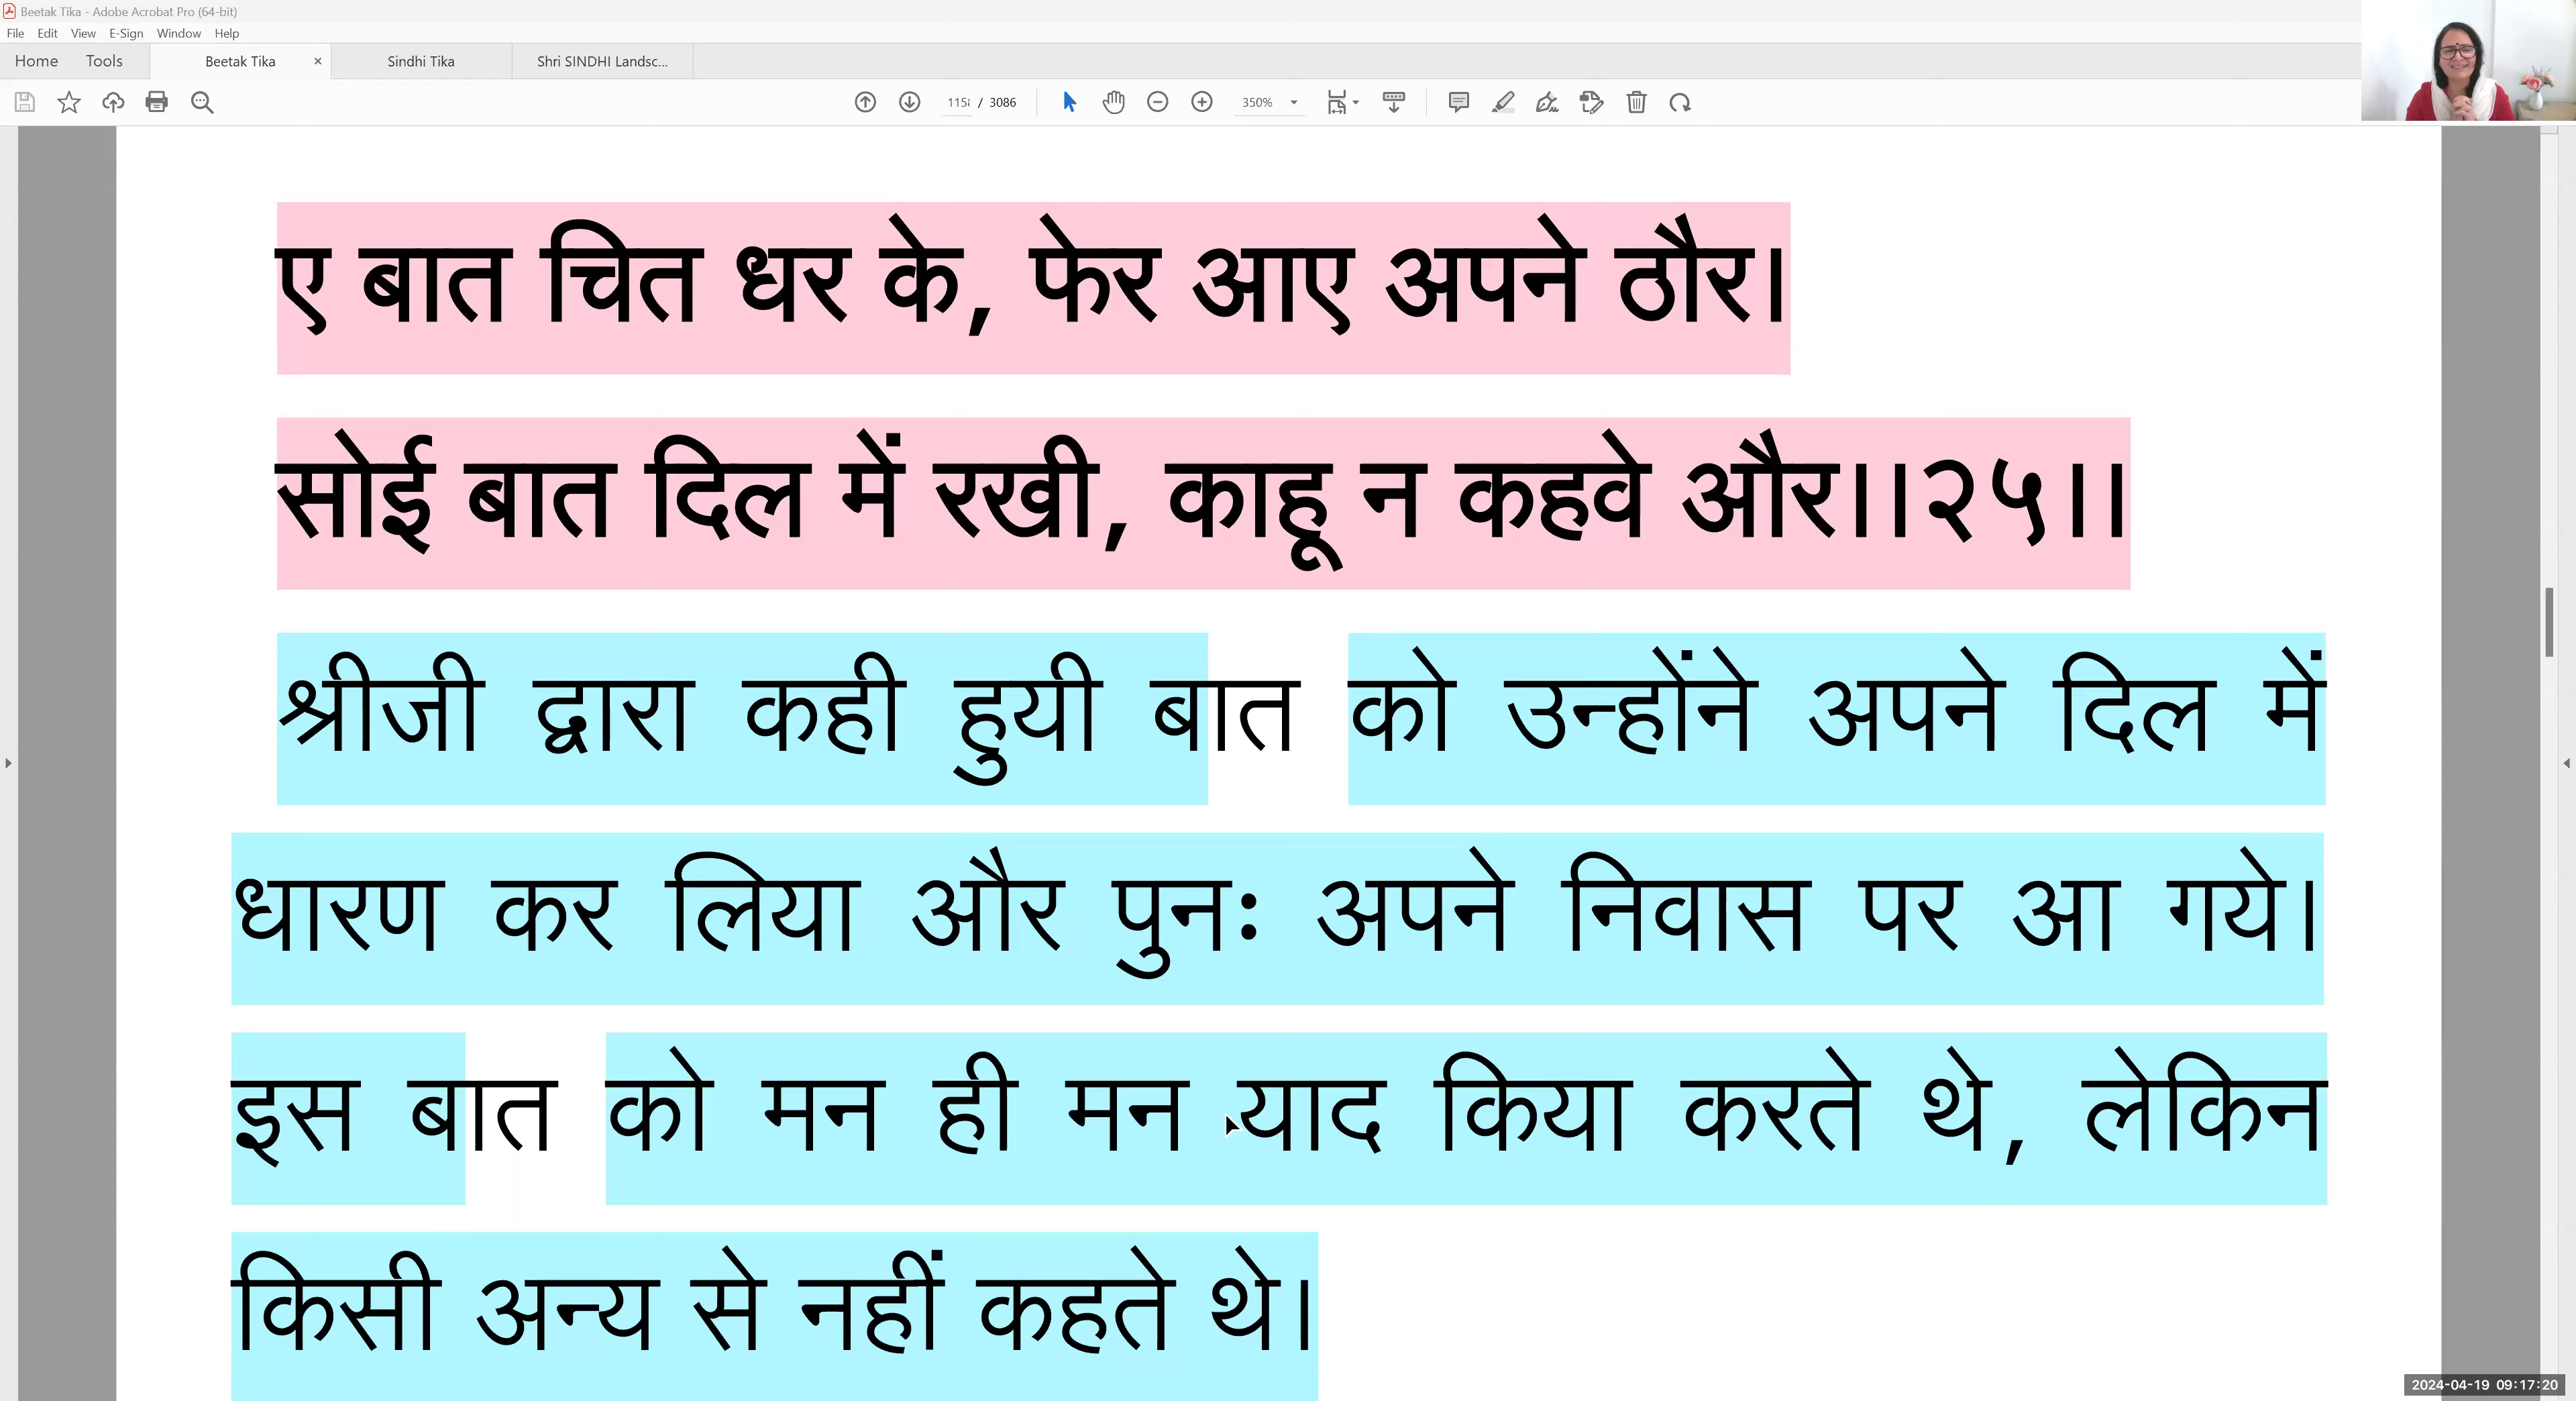 Beetak Tika - Adobe Acrobat Pro (64-bit)
File Edit View E-Sign Window Help
Home Tools Beetak Tika × Sindhi Tika Shri SINDHI Landsc...
/ 3086 350%
ए बात चित धर के, फेर आए अपने ठौर।
सोई बात दिल में रखी, काहू न कहवे और।।२५।।
श्रीजी द्वारा कही हुयी बात को उन्होंने अपने दिल में
धारण कर लिया और पुनः अपने निवास पर आ गये।
इस बात को मन ही मन याद किया करते थे, लेकिन
किसी अन्य से नहीं कहते थे।
2024-04-19 09:17:20